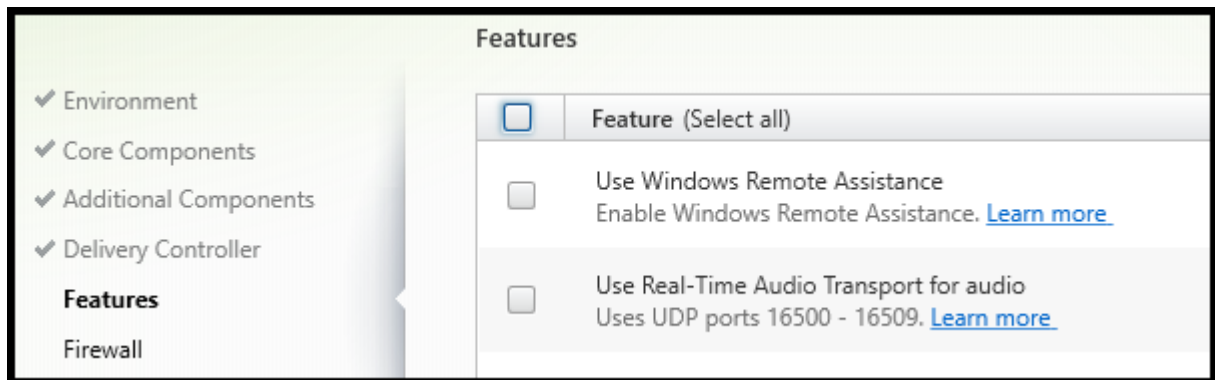 Features
Environment
Core Components
Additional Components
Delivery Controller
Features
Firewall
Feature (Select all)
Use Windows Remote Assistance
Enable Windows Remote Assistance. Learn more
Use Real-Time Audio Transport for audio
Uses UDP ports 16500 - 16509. Learn more